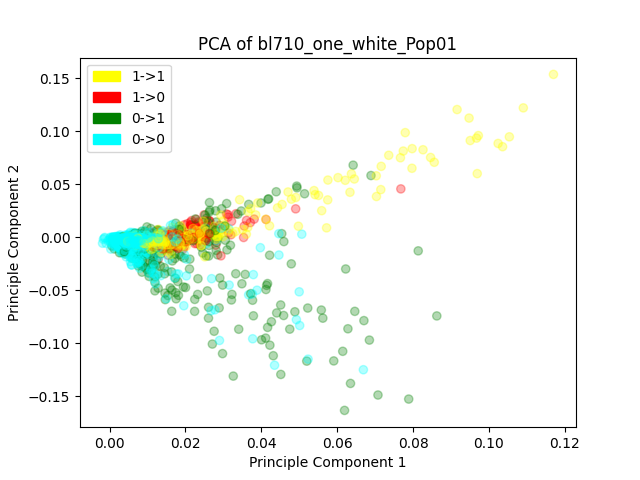 PCA of bl710_one_white_Pop01
1->1
1->0
0->1
0->0
Principle Component 2
0.15
0.10
0.05
0.00
−0.05
−0.10
−0.15
0.00 0.02 0.04 0.06 0.08 0.10 0.12
Principle Component 1